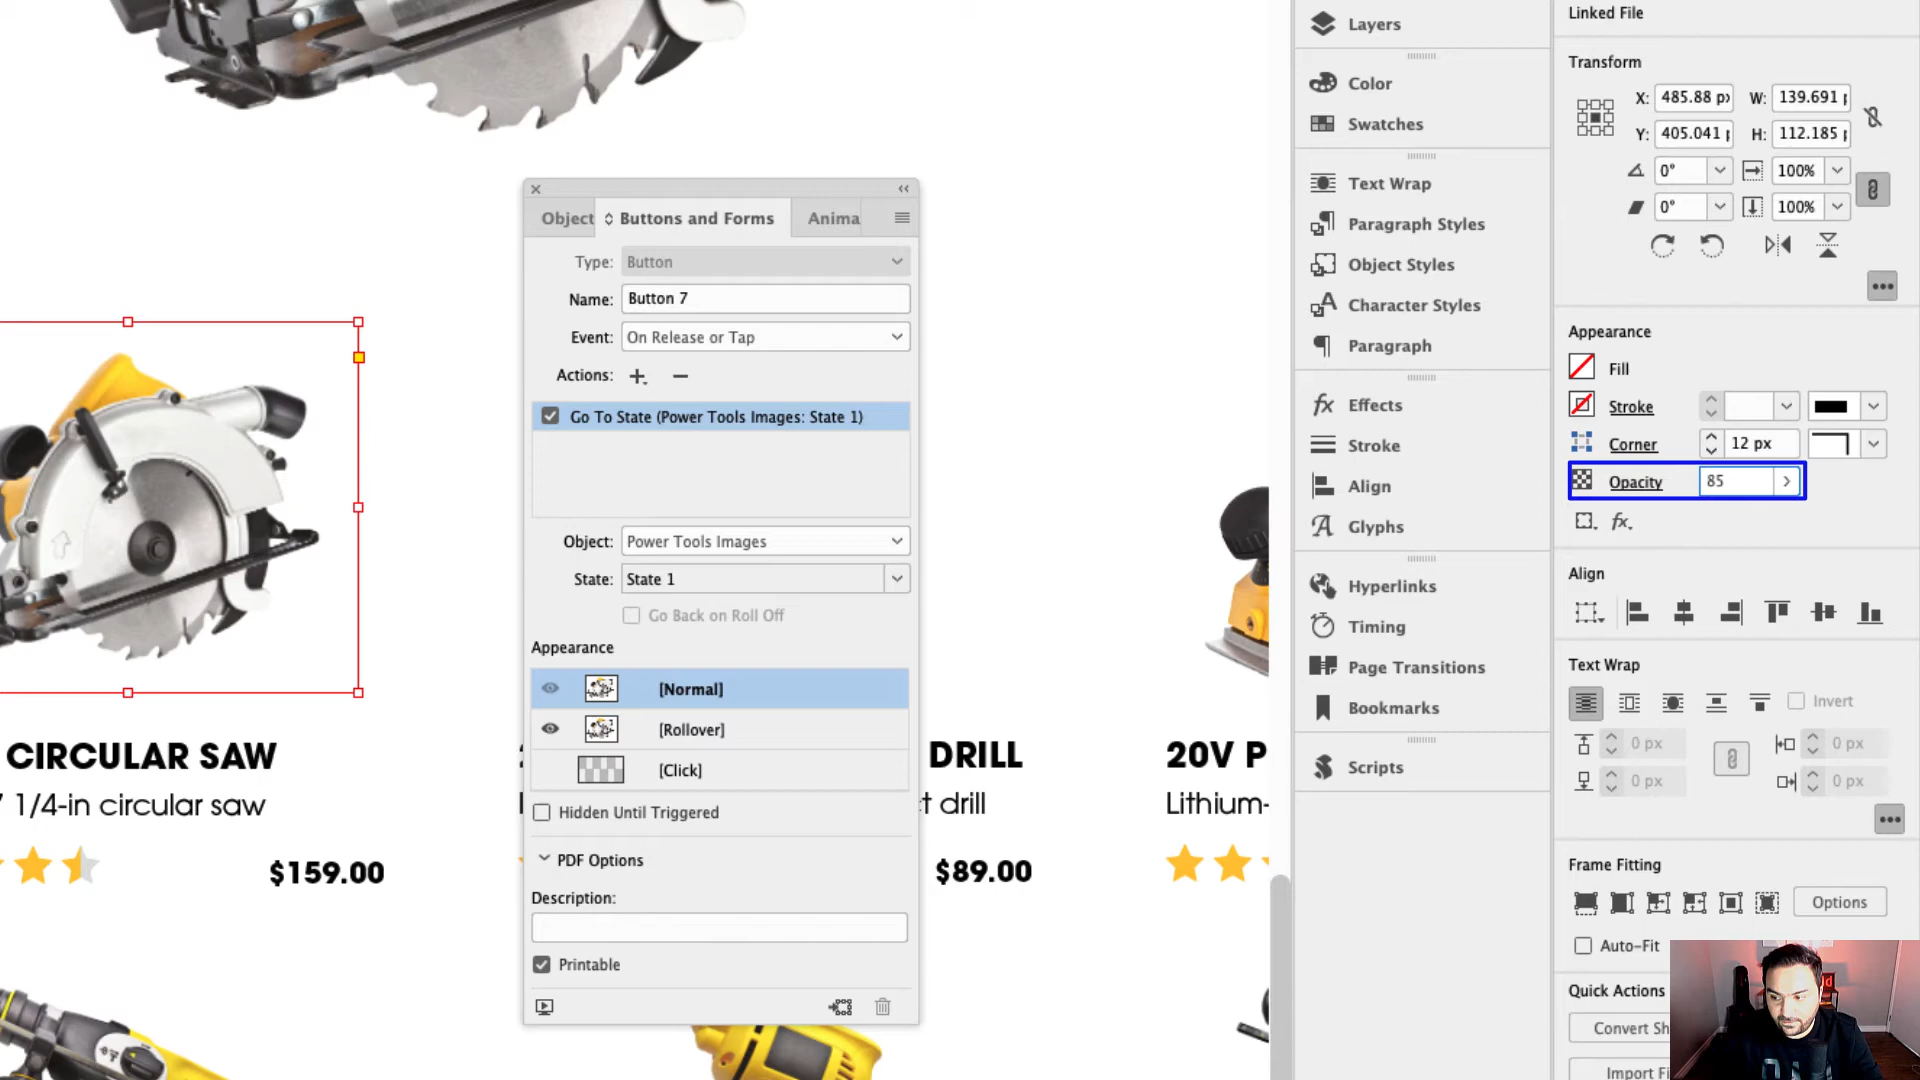 Linked File
Layers
Transform
Color
X: 485.88 px W: 139.691
Swatches
Y: 405.041 H: 112.185
0° 100%
Text Wrap
0° 100%
Object Buttons and Forms Anima
Paragraph Styles
Type: Button
Object Styles
Name: Button 7
Character Styles
Event: On Release or Tap
Appearance
Paragraph
Fill
Actions: + −
Effects
Stroke
Go To State (Power Tools Images: State 1)
Stroke
Corner 12 px
Opacity 85
Align
fx
Glyphs
Object: Power Tools Images
Align
State: State 1
Hyperlinks
Go Back on Roll Off
Timing
Appearance
Text Wrap
Page Transitions
[Normal]
Invert
Bookmarks
[Rollover]
0 px 0 px
CIRCULAR SAW
DRILL
20V P
[Click]
Scripts
0 px 0 px
1/4-in circular saw
t drill
Lithium-
Hidden Until Triggered
PDF Options
Frame Fitting
$159.00
$89.00
Description:
Options
Auto-Fit
Printable
Quick Actions
Convert Sh
Import Fi